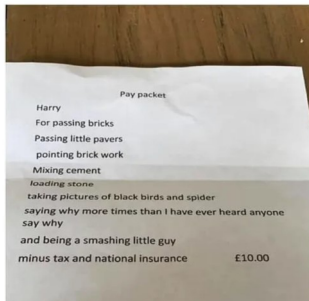 Pay packet
Harry
For passing bricks
Passing little pavers
pointing brick work
Mixing cement
loading stone
taking pictures of black birds and spider
saying why more times than I have ever heard anyone
say why
and being a smashing little guy
minus tax and national insurance £10.00